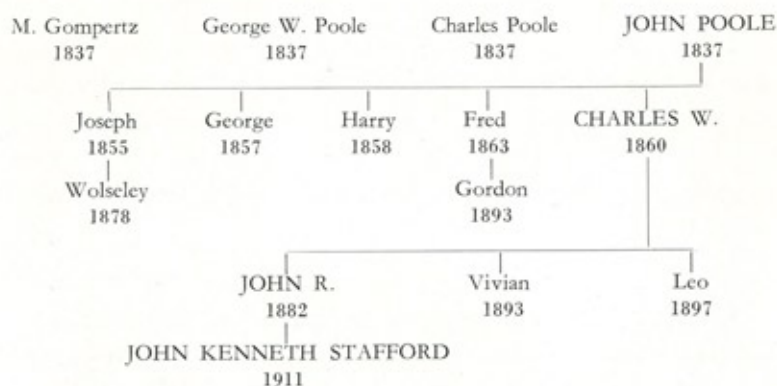 M. Gompertz George W. Poole Charles Poole JOHN POOLE
1837 1837 1837 1837
Joseph George Harry Fred CHARLES W.
1855 1857 1858 1863 1860
Wolseley Gordon
1878 1893
JOHN R. Vivian Leo
1882 1893 1897
JOHN KENNETH STAFFORD
1911